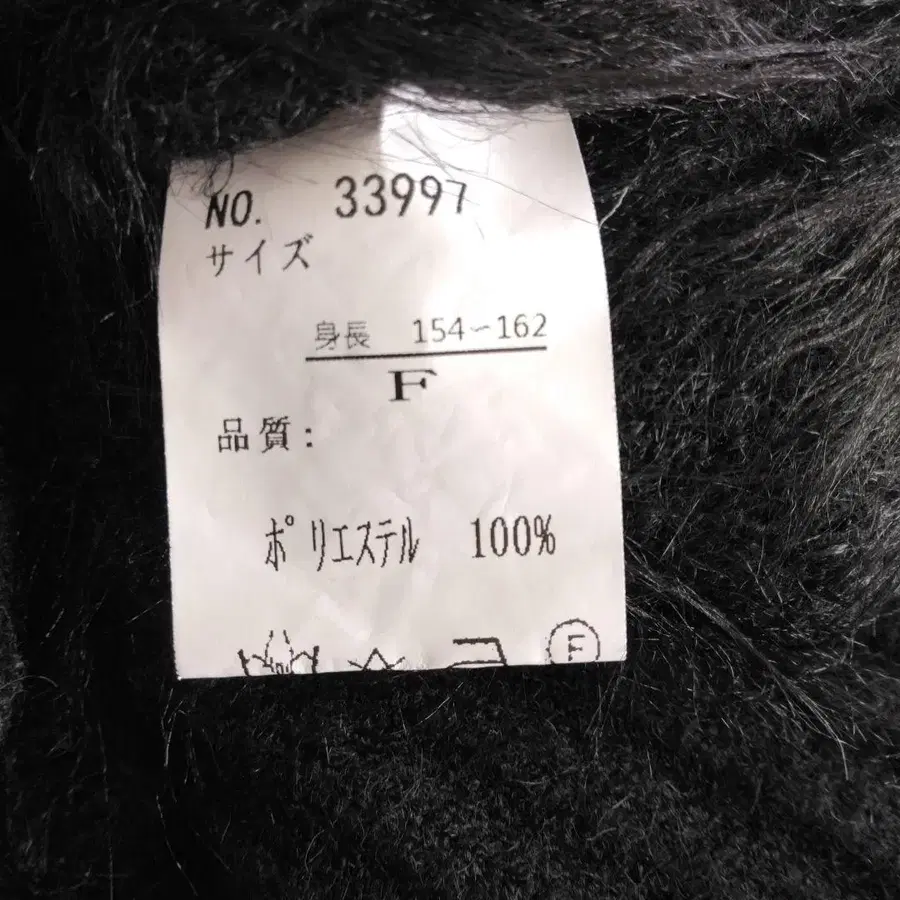 NO. 33997
サイズ
身長 154-162
F
品質:
ポリエステル 100%
F